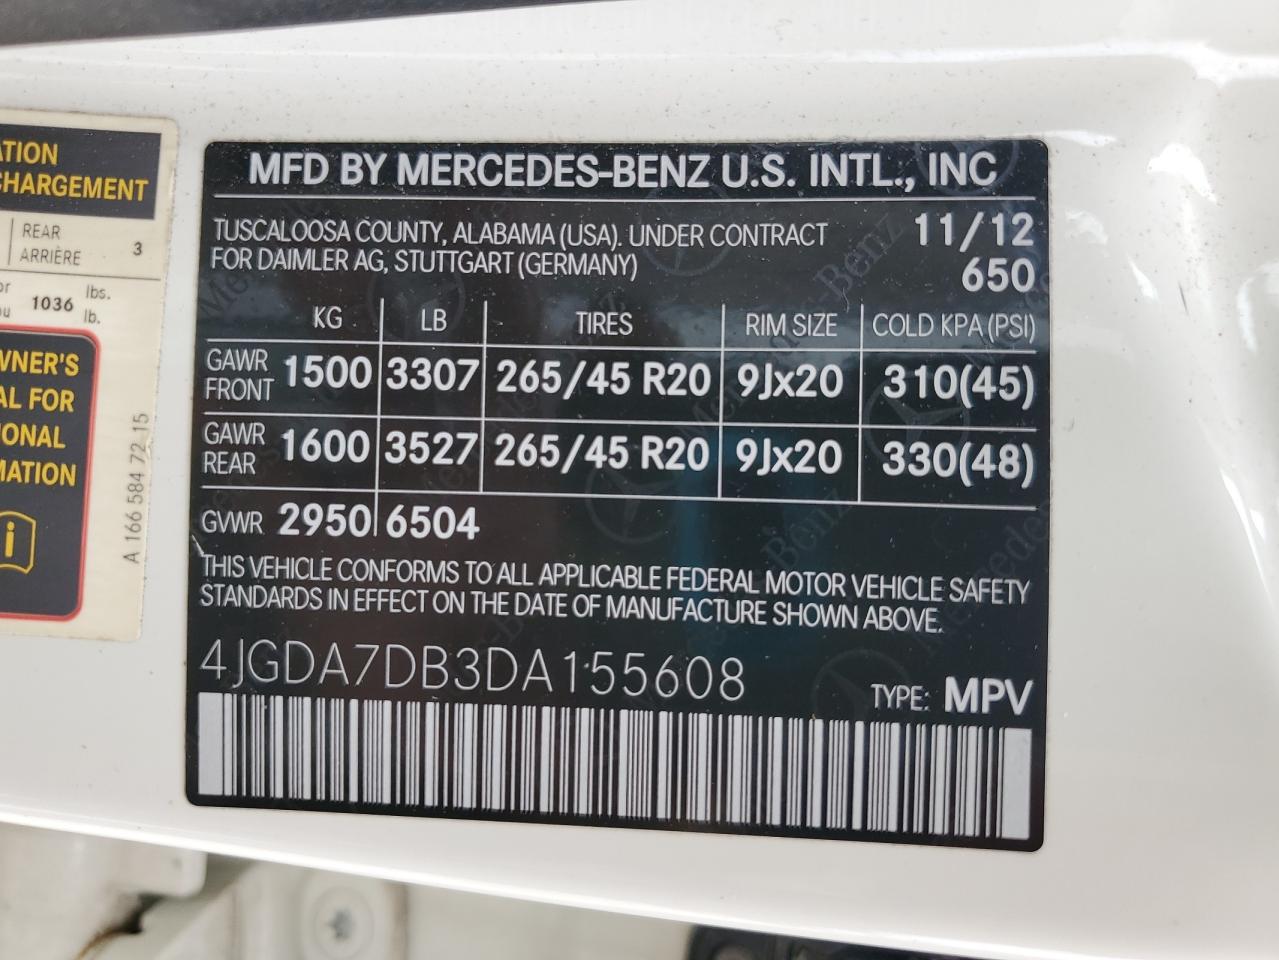 ATION
CHARGEMENT
REAR
ARRIÈRE 3
or
ou 1036 lbs.
lb.
WNER'S
AL FOR
IONAL
MATION
A 166 584 72 15
MFD BY MERCEDES-BENZ U.S. INTL., INC
TUSCALOOSA COUNTY, ALABAMA (USA). UNDER CONTRACT 11/12
FOR DAIMLER AG, STUTTGART (GERMANY) 650
KG LB TIRES RIM SIZE COLD KPA (PSI)
GAWR FRONT 1500 3307 265/45 R20 9Jx20 310(45)
GAWR REAR 1600 3527 265/45 R20 9Jx20 330(48)
GVWR 2950 6504
THIS VEHICLE CONFORMS TO ALL APPLICABLE FEDERAL MOTOR VEHICLE SAFETY
STANDARDS IN EFFECT ON THE DATE OF MANUFACTURE SHOWN ABOVE.
4JGDA7DB3DA155608
TYPE: MPV